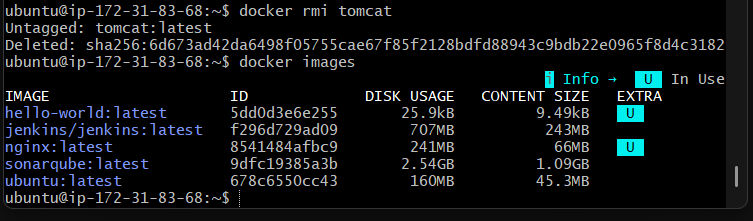 ubuntu@ip-172-31-83-68:~$ docker rmi tomcat
Untagged: tomcat:latest
Deleted: sha256:6d673ad42da6498f05755cae67f85f2128bdfd88943c9bdb22e0965f8d4c3182
ubuntu@ip-172-31-83-68:~$ docker images
i Info → U In Use
IMAGE ID DISK USAGE CONTENT SIZE EXTRA
hello-world:latest 5dd0d3e6e255 25.9kB 9.49kB U
jenkins/jenkins:latest f296d729ad09 707MB 243MB
nginx:latest 8541484afbc9 241MB 66MB U
sonarqube:latest 9dfc19385a3b 2.54GB 1.09GB
ubuntu:latest 678c6550cc43 160MB 45.3MB
ubuntu@ip-172-31-83-68:~$